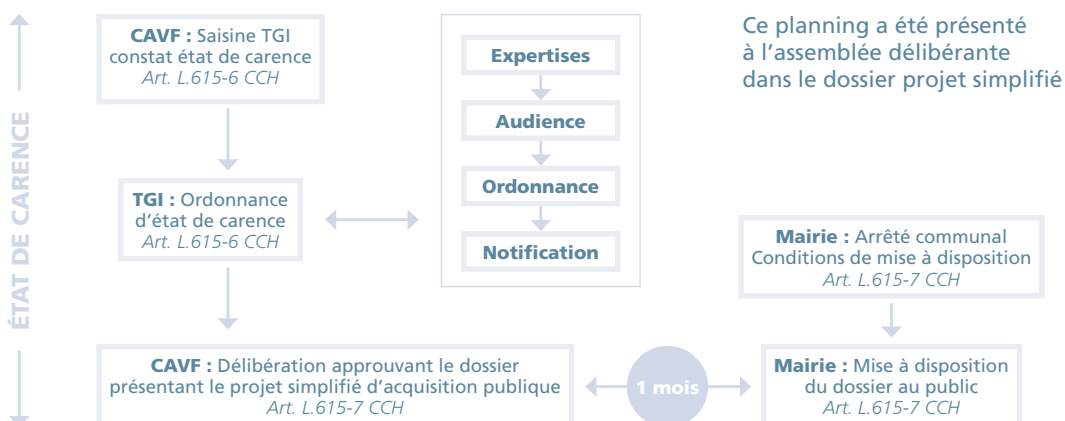 ÉTAT DE CARENCE
CAVF : Saisine TGI
constat état de carence
Art. L.615-6 CCH
TGI : Ordonnance
d’état de carence
Art. L.615-6 CCH
Expertises
Audience
Ordonnance
Notification
Ce planning a été présenté
à l’assemblée délibérante
dans le dossier projet simplifié
Mairie : Arrêté communal
Conditions de mise à disposition
Art. L.615-7 CCH
CAVF : Délibération approuvant le dossier
présentant le projet simplifié d’acquisition publique
Art. L.615-7 CCH
1 mois
Mairie : Mise à disposition
du dossier au public
Art. L.615-7 CCH